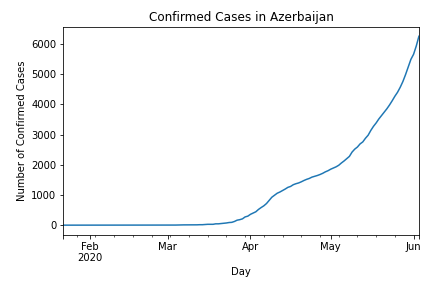 Confirmed Cases in Azerbaijan
Number of Confirmed Cases
6000
5000
4000
3000
2000
1000
0
Feb Mar Apr May Jun
2020
Day